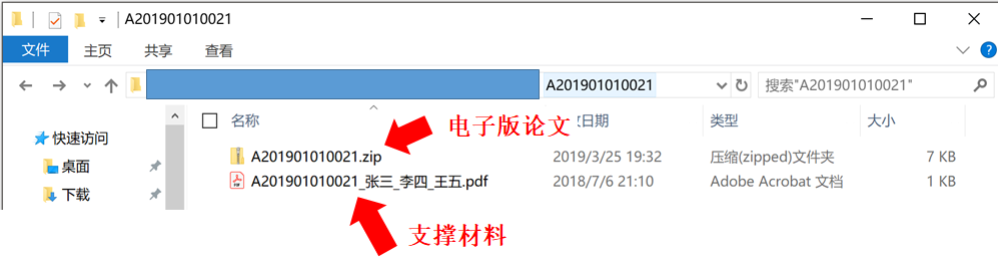 A201901010021
文件 主页 共享 查看
A201901010021 搜索"A201901010021"
快速访问
桌面
下载
名称 电子版论文 改日期 类型 大小
A201901010021.zip 2019/3/25 19:32 压缩(zipped)文件夹 7 KB
A201901010021_张三_李四_王五.pdf 2018/7/6 21:10 Adobe Acrobat 文档 1 KB
支撑材料